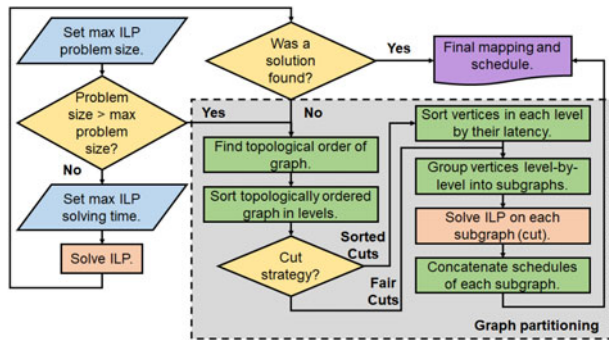 Set max ILP
problem size.
Problem
size > max
problem
size?
No
Set max ILP
solving time.
Solve ILP.
Was a
solution
found?
Yes
Final mapping and
schedule.
Yes
No
Find topological order of
graph.
Sort topologically ordered
graph in levels.
Cut
strategy?
Sorted
Cuts
Fair
Cuts
Sort vertices in each level
by their latency.
Group vertices level-by-
level into subgraphs.
Solve ILP on each
subgraph (cut).
Concatenate schedules
of each subgraph.
Graph partitioning